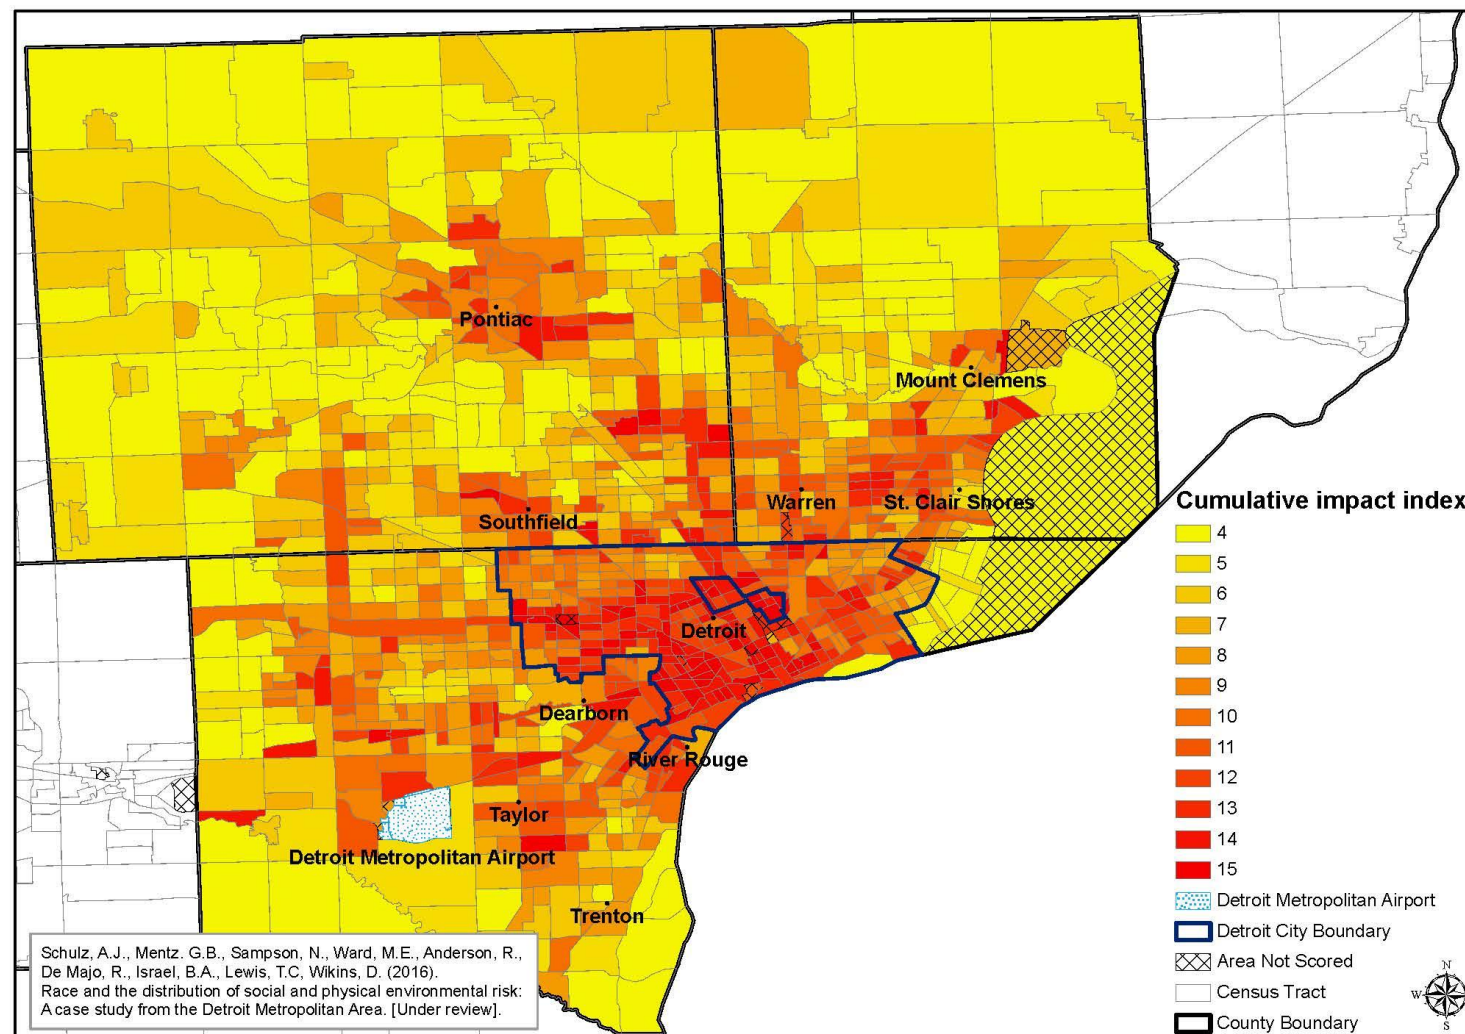 Pontiac
Mount Clemens
Warren
St. Clair Shores
Southfield
Detroit
Dearborn
River Rouge
Taylor
Detroit Metropolitan Airport
Trenton
Cumulative impact index
4
5
6
7
8
9
10
11
12
13
14
15
Detroit Metropolitan Airport
Detroit City Boundary
Area Not Scored
Census Tract
County Boundary
N
W
E
S
Schulz, A.J., Mentz. G.B., Sampson, N., Ward, M.E., Anderson, R.,
De Majo, R., Israel, B.A., Lewis, T.C, Wikins, D. (2016).
Race and the distribution of social and physical environmental risk:
A case study from the Detroit Metropolitan Area. [Under review].